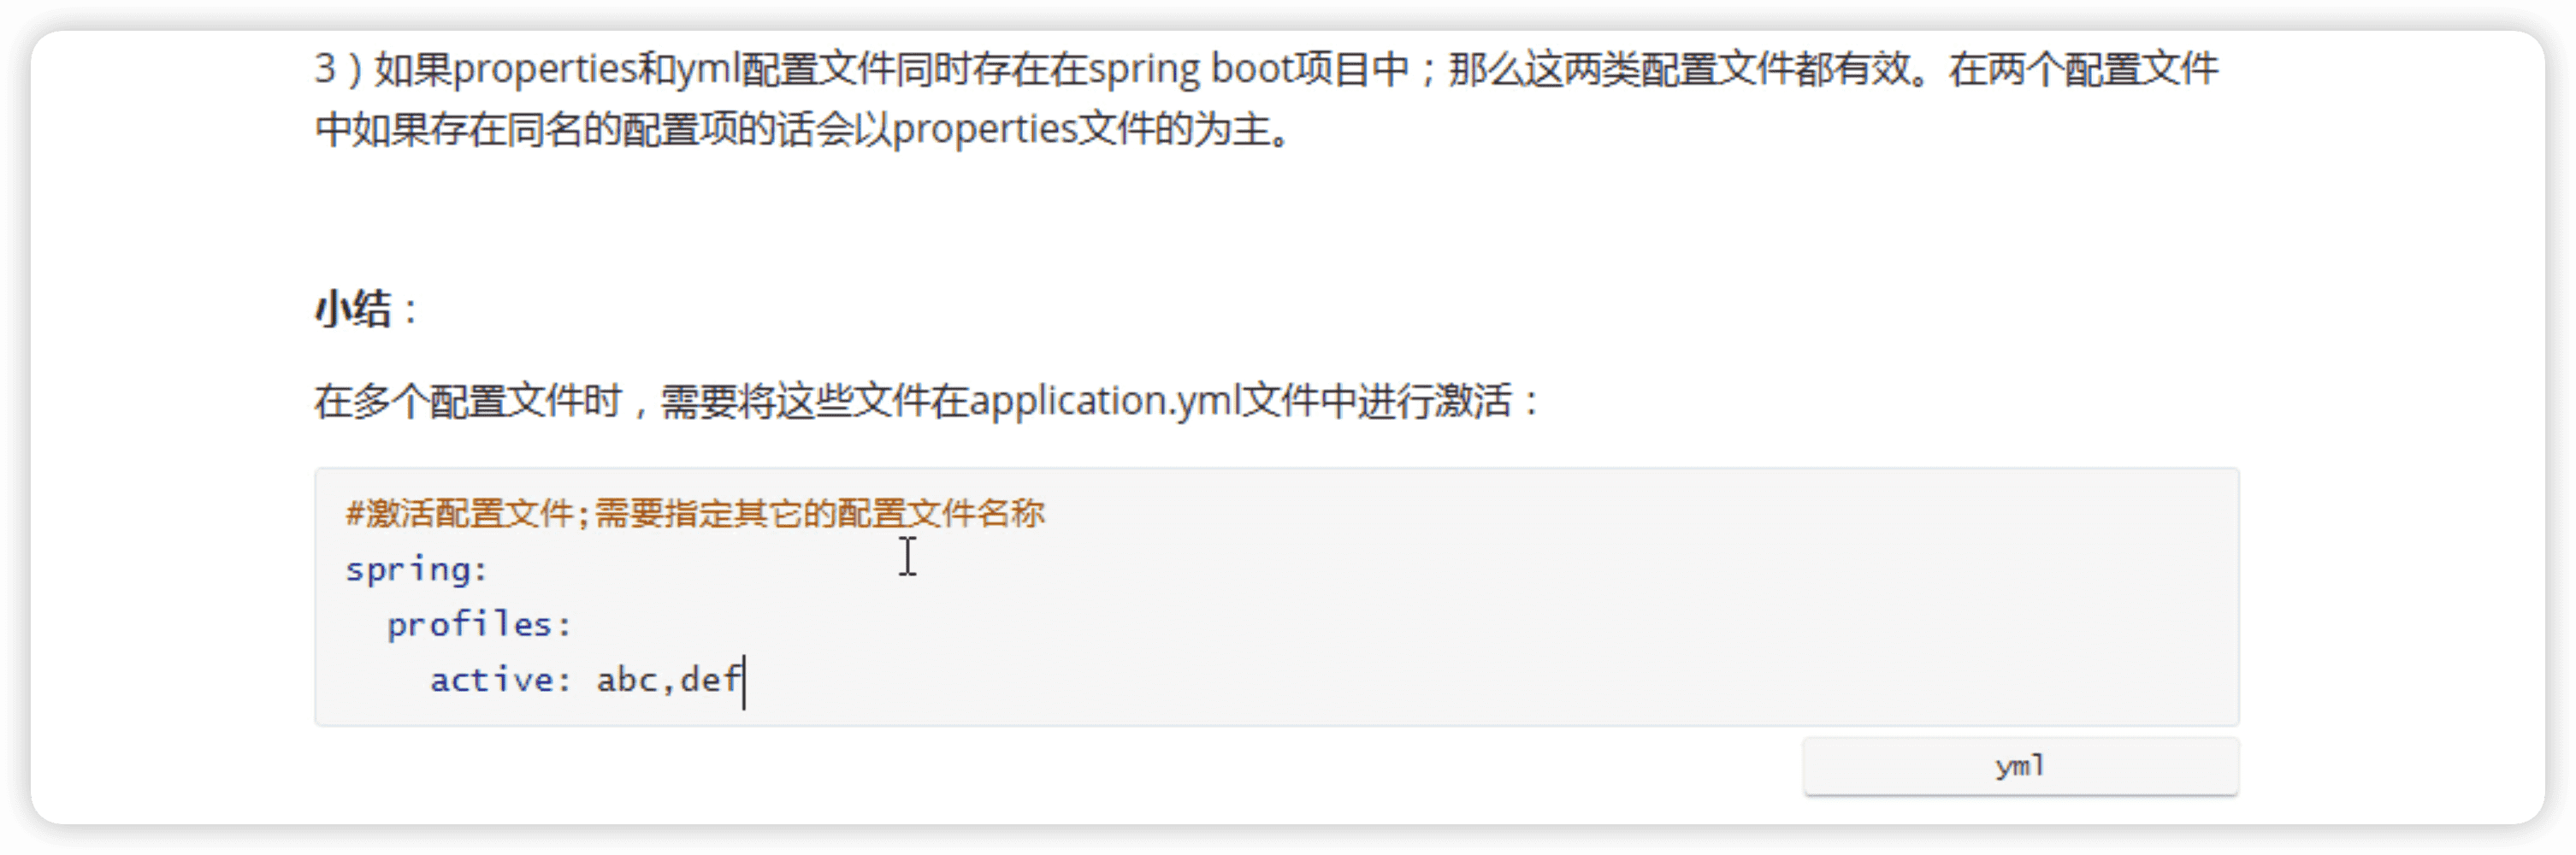 3）如果properties和yml配置文件同时存在在spring boot项目中；那么这两类配置文件都有效。在两个配置文件
中如果存在同名的配置项的话会以properties文件的为主。
小结：
在多个配置文件时，需要将这些文件在application.yml文件中进行激活：
#激活配置文件;需要指定其它的配置文件名称
spring:
  profiles:
    active: abc,def
yml